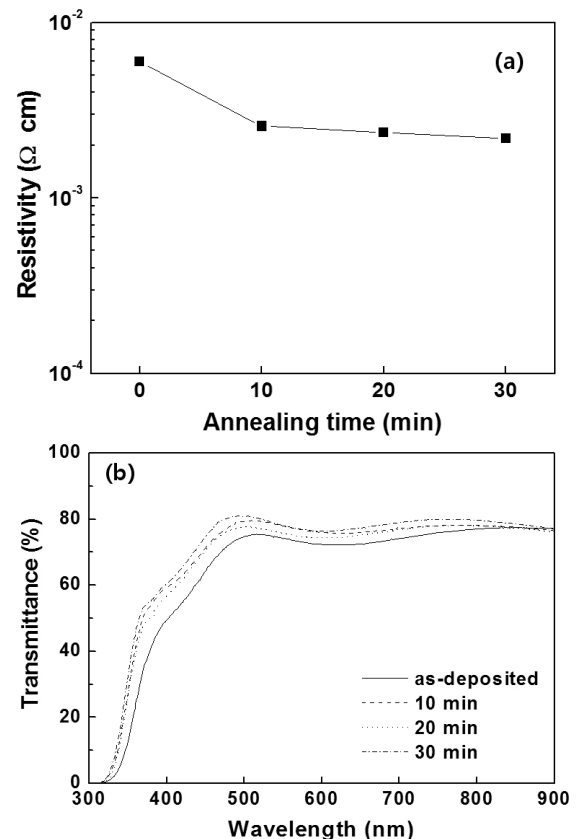 10⁻²
(a)
Resistivity (Ω cm)
10⁻³
10⁻⁴
0 10 20 30
Annealing time (min)
100
(b)
80
Transmittance (%)
60
40
20
0
as-deposited
10 min
20 min
30 min
300 400 500 600 700 800 900
Wavelength (nm)